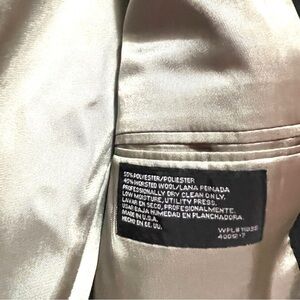 55% POLYESTER/POLIESTER
45% WORSTED WOOL/LANA PEINADA
PROFESSIONALLY DRY CLEAN ONLY.
LOW MOISTURE, UTILITY PRESS.
LAVAR EN SECO, PROFESIONALMENTE.
USAR BAJA HUMEDAD EN PLANCHADORA.
MADE IN U.S.A.
HECHO EN EE. UU.
WPL#